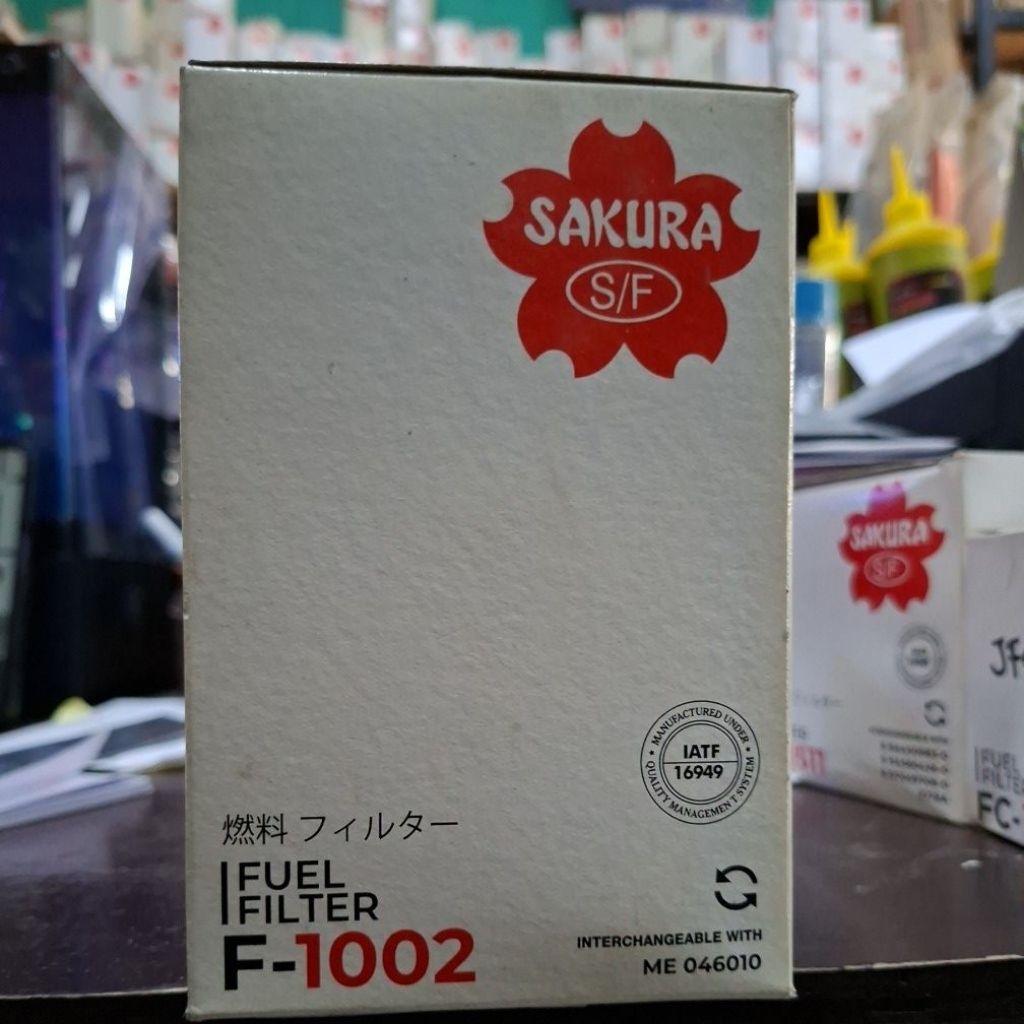 SAKURA
S/F
MANUFACTURED UNDER
IATF
16949
QUALITY MANAGEMENT SYSTEM
燃料 フィルター
FUEL
FILTER
F-1002
INTERCHANGEABLE WITH
ME 046010
SAKURA
S/F
FUEL
FILTER
FC-